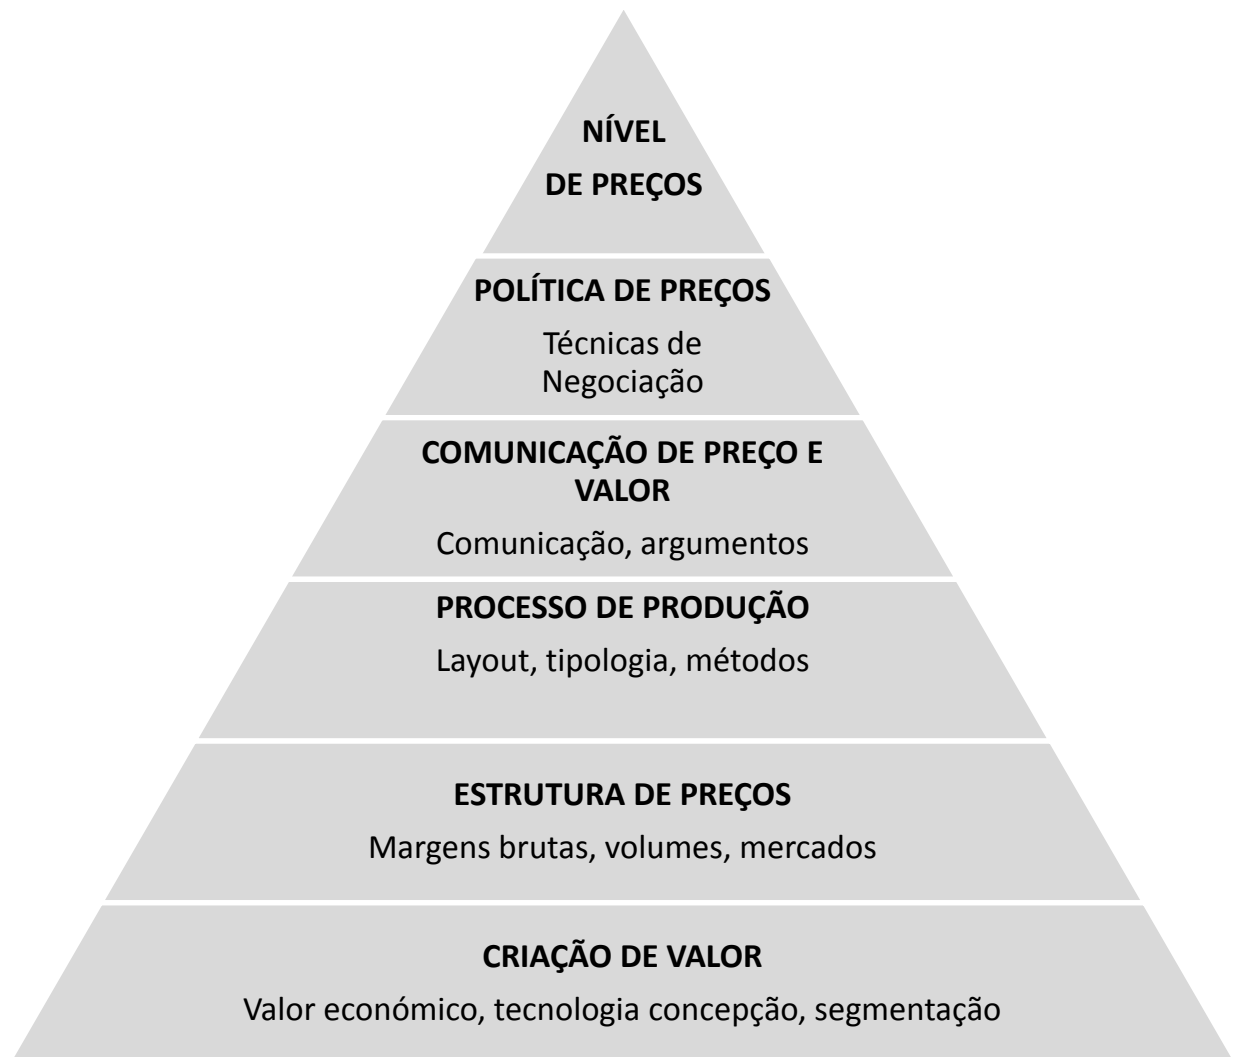 NÍVEL
DE PREÇOS
POLÍTICA DE PREÇOS
Técnicas de
Negociação
COMUNICAÇÃO DE PREÇO E
VALOR
Comunicação, argumentos
PROCESSO DE PRODUÇÃO
Layout, tipologia, métodos
ESTRUTURA DE PREÇOS
Margens brutas, volumes, mercados
CRIAÇÃO DE VALOR
Valor económico, tecnologia concepção, segmentação